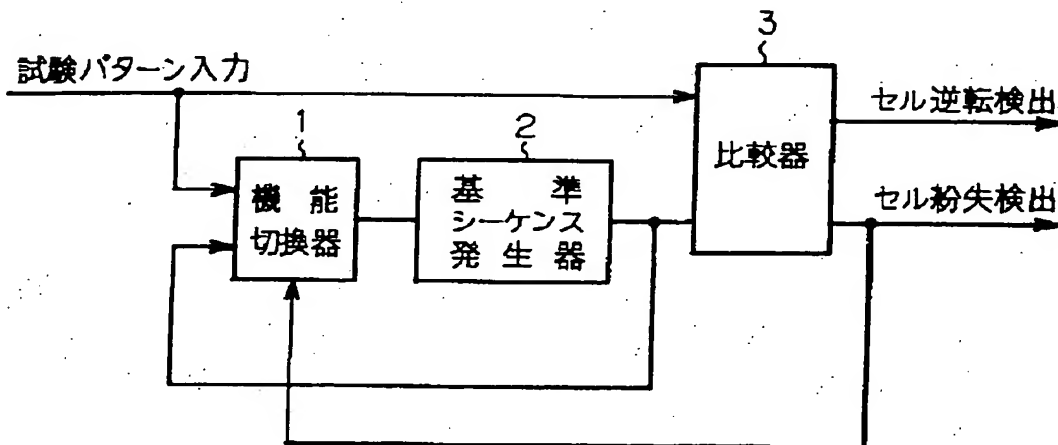 試験パターン入力
1
機能
切換器
2
基準
シーケンス
発生器
3
比較器
セル逆転検出
セル紛失検出